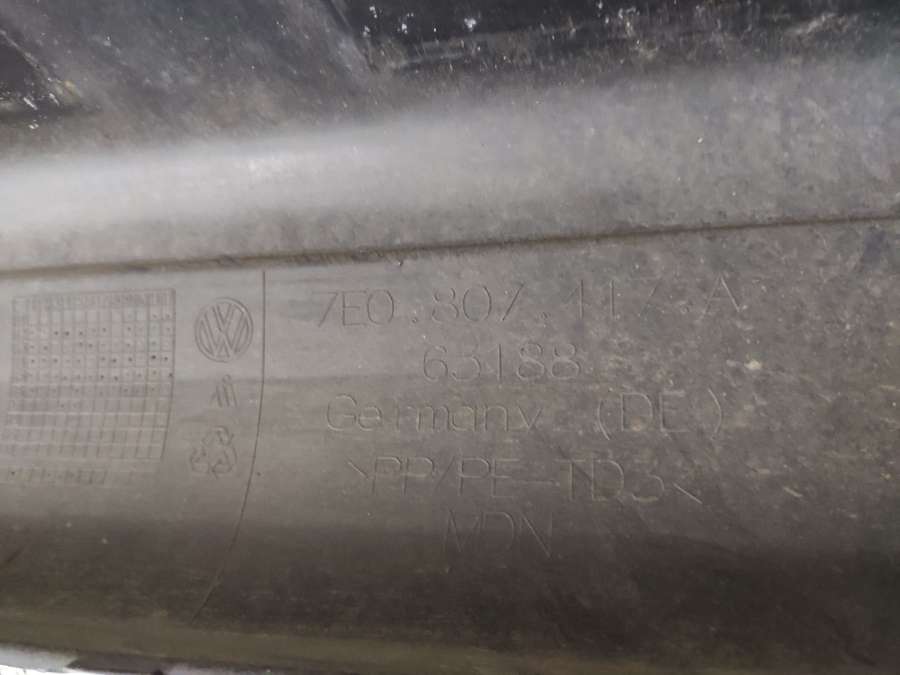 7E0.807.417.A
63188
Germany (DE)
>PP/PE-TD3<
MDN